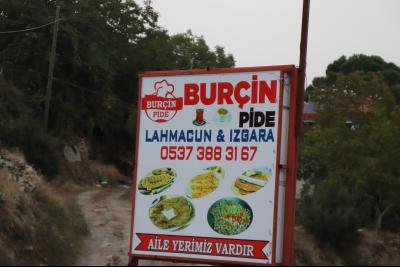 BURÇİN
PİDE
BURÇİN
PİDE
LAHMACUN & IZGARA
0537 388 31 67
AİLE YERİMİZ VARDIR